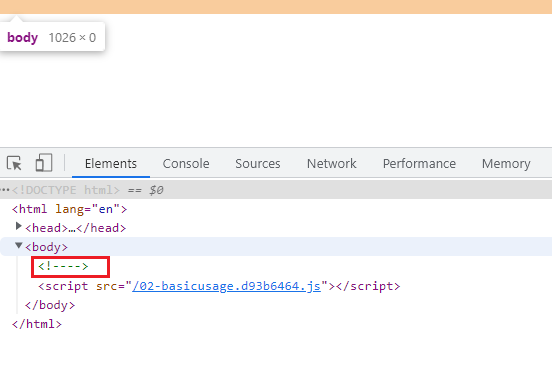 body 1026 × 0
Elements Console Sources Network Performance Memory
⋯<!DOCTYPE html> == $0
<html lang="en">
<head>…</head>
<body>
<!---->
<script src="/02-basicusage.d93b6464.js"></script>
</body>
</html>